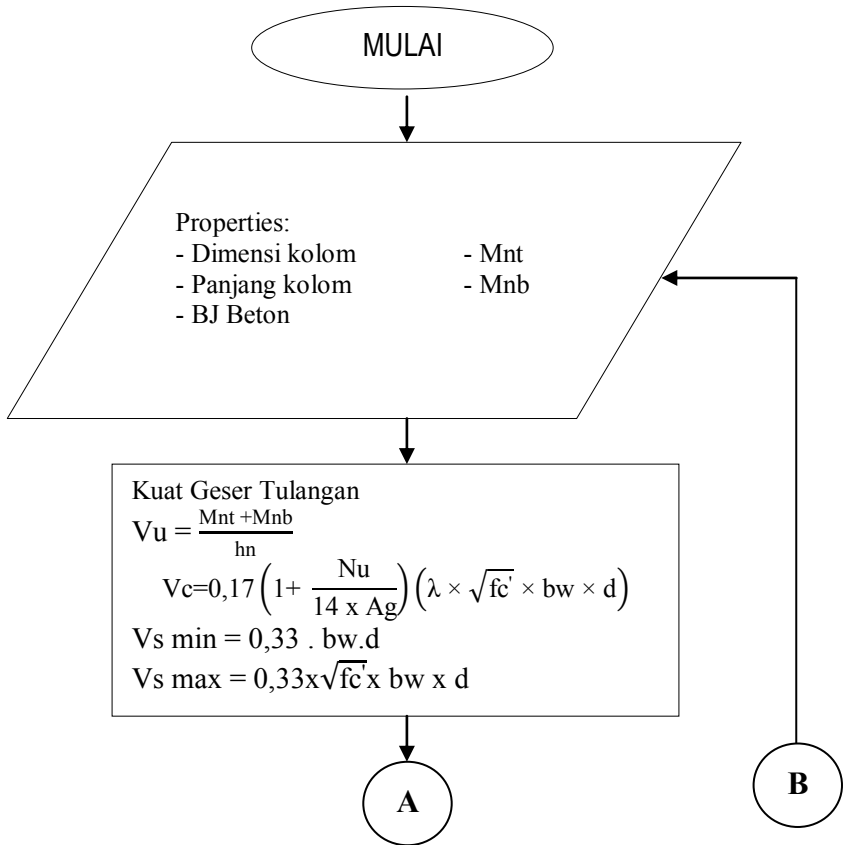 MULAI
Properties:
- Dimensi kolom - Mnt
- Panjang kolom - Mnb
- BJ Beton
Kuat Geser Tulangan
Vu = Mnt +Mnb / hn
Vc=0,17 (1+ Nu / 14 x Ag) (λ × √fc' × bw × d)
Vs min = 0,33 . bw.d
Vs max = 0,33x√fc'x bw x d
A
B